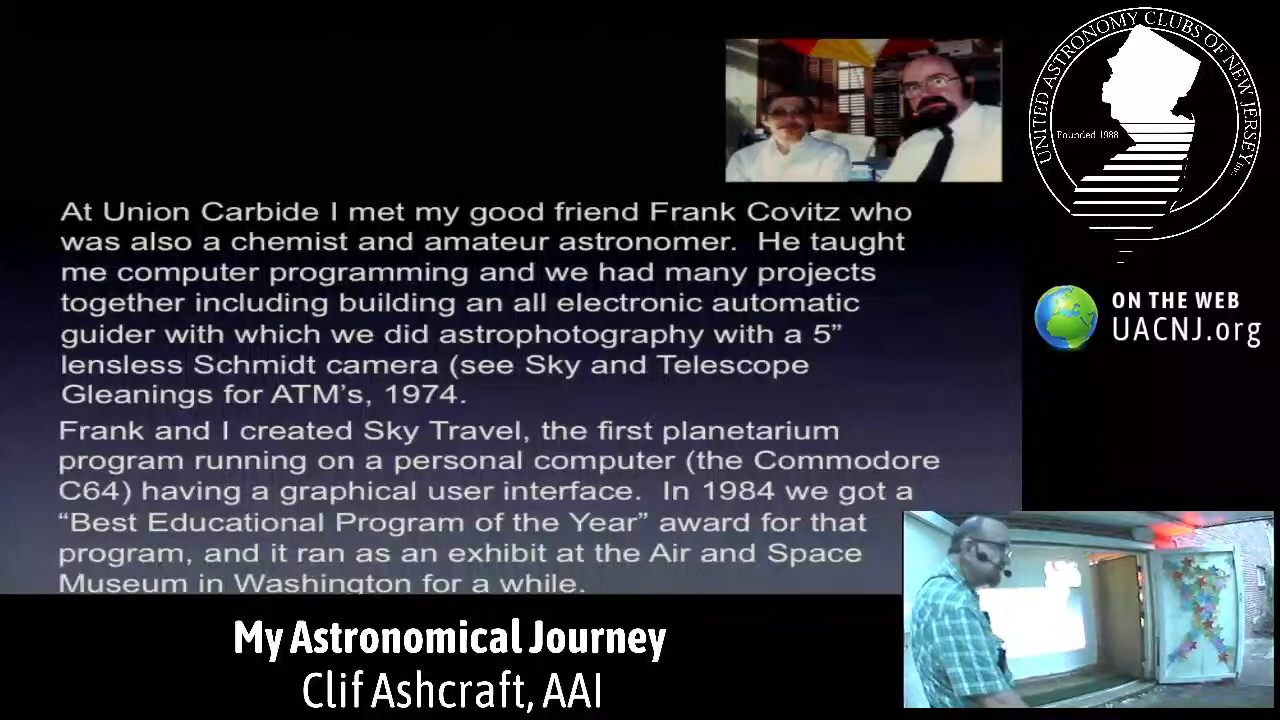 UNITED ASTRONOMY CLUBS OF NEW JERSEY, Inc.
Founded 1988
At Union Carbide I met my good friend Frank Covitz who
was also a chemist and amateur astronomer.  He taught
me computer programming and we had many projects
together including building an all electronic automatic
guider with which we did astrophotography with a 5”
lensless Schmidt camera (see Sky and Telescope
Gleanings for ATM’s, 1974.
Frank and I created Sky Travel, the first planetarium
program running on a personal computer (the Commodore
C64) having a graphical user interface.  In 1984 we got a
“Best Educational Program of the Year” award for that
program, and it ran as an exhibit at the Air and Space
Museum in Washington for a while.
ON THE WEB
UACNJ.org
My Astronomical Journey
Clif Ashcraft, AAI